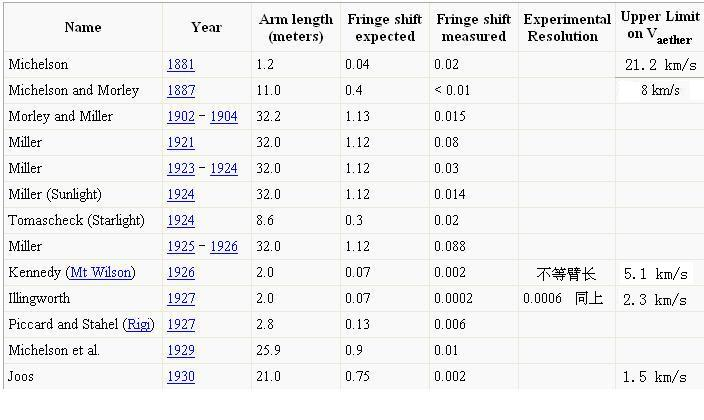 Name Year Arm length (meters) Fringe shift expected Fringe shift measured Experimental Resolution Upper Limit on Vaether
Michelson 1881 1.2 0.04 0.02 21.2 km/s
Michelson and Morley 1887 11.0 0.4 < 0.01 8 km/s
Morley and Miller 1902 – 1904 32.2 1.13 0.015
Miller 1921 32.0 1.12 0.08
Miller 1923 – 1924 32.0 1.12 0.03
Miller (Sunlight) 1924 32.0 1.12 0.014
Tomascheck (Starlight) 1924 8.6 0.3 0.02
Miller 1925 – 1926 32.0 1.12 0.088
Kennedy (Mt Wilson) 1926 2.0 0.07 0.002 不等臂长 5.1 km/s
Illingworth 1927 2.0 0.07 0.0002 0.0006 同上 2.3 km/s
Piccard and Stahel (Rigi) 1927 2.8 0.13 0.006
Michelson et al. 1929 25.9 0.9 0.01
Joos 1930 21.0 0.75 0.002 1.5 km/s